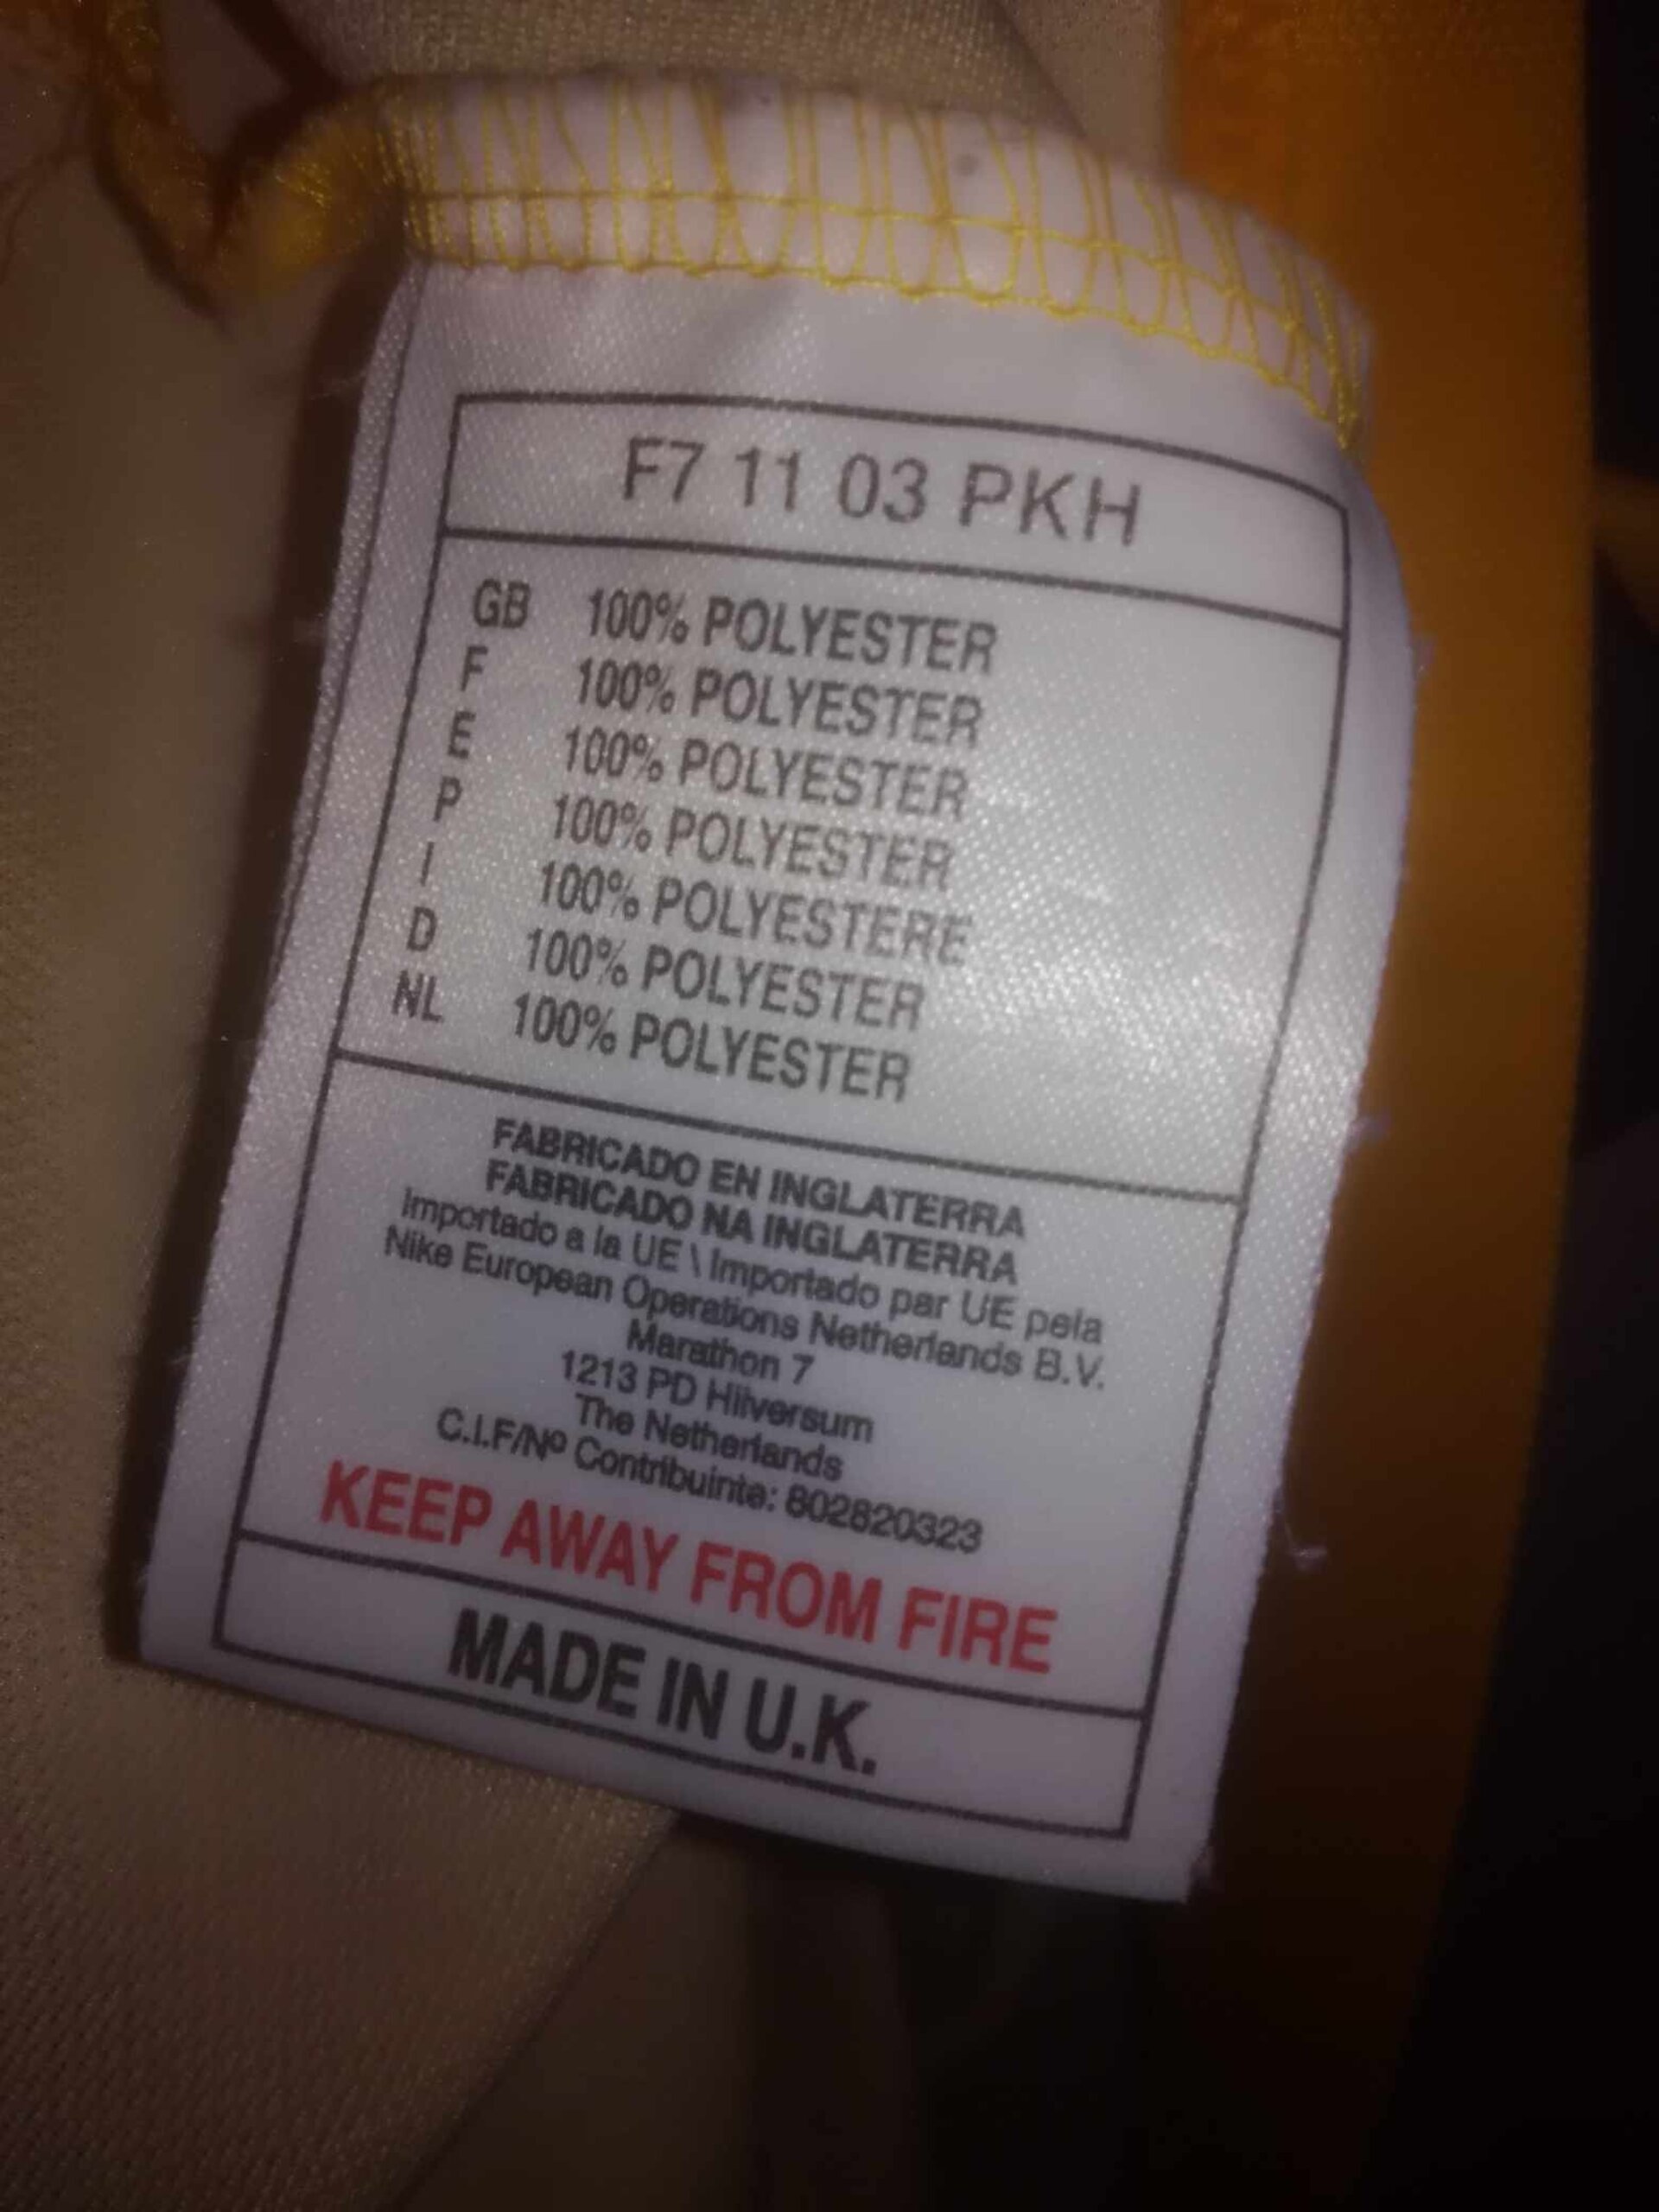 F7 11 03 PKH
GB 100% POLYESTER
F 100% POLYESTER
E 100% POLYESTER
P 100% POLYESTER
I 100% POLYESTERE
D 100% POLYESTER
NL 100% POLYESTER
FABRICADO EN INGLATERRA
FABRICADO NA INGLATERRA
Importado a la UE \ Importado par UE pela
Nike European Operations Netherlands B.V.
Marathon 7
1213 PD Hilversum
The Netherlands
C.I.F/Nº Contribuinte: 802820323
KEEP AWAY FROM FIRE
MADE IN U.K.